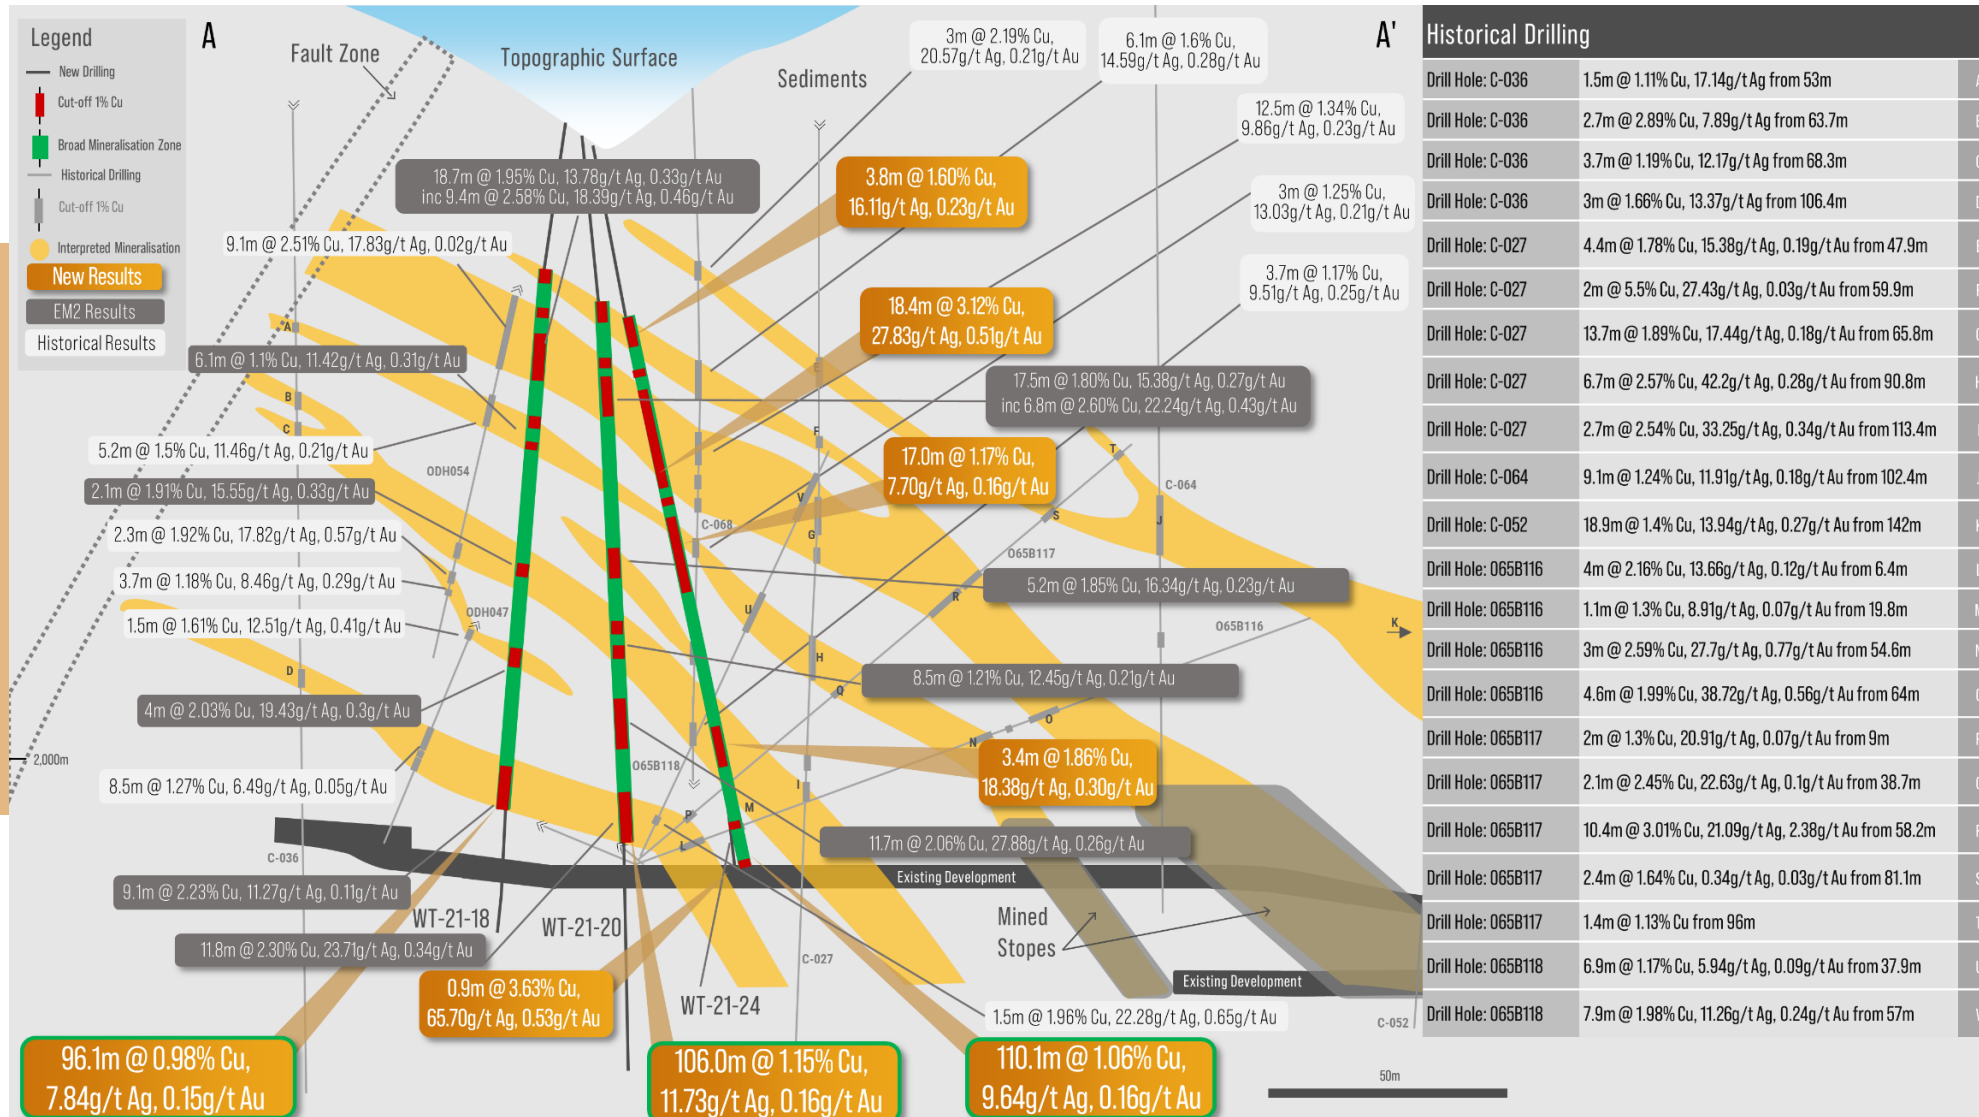 Legend
New Drilling
Cut-off 1% Cu
Broad Mineralisation Zone
Historical Drilling
Cut-off 1% Cu
Interpreted Mineralisation
New Results
EM2 Results
Historical Results
A
A'
Fault Zone
Topographic Surface
Sediments
3m @ 2.19% Cu,
20.57g/t Ag, 0.21g/t Au
6.1m @ 1.6% Cu,
14.59g/t Ag, 0.28g/t Au
12.5m @ 1.34% Cu,
9.86g/t Ag, 0.23g/t Au
3m @ 1.25% Cu,
13.03g/t Ag, 0.21g/t Au
3.7m @ 1.17% Cu,
9.51g/t Ag, 0.25g/t Au
18.7m @ 1.95% Cu, 13.78g/t Ag, 0.33g/t Au
inc 9.4m @ 2.58% Cu, 18.39g/t Ag, 0.46g/t Au
3.8m @ 1.60% Cu,
16.11g/t Ag, 0.23g/t Au
9.1m @ 2.51% Cu, 17.83g/t Ag, 0.02g/t Au
18.4m @ 3.12% Cu,
27.83g/t Ag, 0.51g/t Au
6.1m @ 1.1% Cu, 11.42g/t Ag, 0.31g/t Au
17.5m @ 1.80% Cu, 15.38g/t Ag, 0.27g/t Au
inc 6.8m @ 2.60% Cu, 22.24g/t Ag, 0.43g/t Au
5.2m @ 1.5% Cu, 11.46g/t Ag, 0.21g/t Au
17.0m @ 1.17% Cu,
7.70g/t Ag, 0.16g/t Au
2.1m @ 1.91% Cu, 15.55g/t Ag, 0.33g/t Au
2.3m @ 1.92% Cu, 17.82g/t Ag, 0.57g/t Au
3.7m @ 1.18% Cu, 8.46g/t Ag, 0.29g/t Au
5.2m @ 1.85% Cu, 16.34g/t Ag, 0.23g/t Au
1.5m @ 1.61% Cu, 12.51g/t Ag, 0.41g/t Au
8.5m @ 1.21% Cu, 12.45g/t Ag, 0.21g/t Au
4m @ 2.03% Cu, 19.43g/t Ag, 0.3g/t Au
3.4m @ 1.86% Cu,
18.38g/t Ag, 0.30g/t Au
8.5m @ 1.27% Cu, 6.49g/t Ag, 0.05g/t Au
11.7m @ 2.06% Cu, 27.88g/t Ag, 0.26g/t Au
9.1m @ 2.23% Cu, 11.27g/t Ag, 0.11g/t Au
11.8m @ 2.30% Cu, 23.71g/t Ag, 0.34g/t Au
0.9m @ 3.63% Cu,
65.70g/t Ag, 0.53g/t Au
1.5m @ 1.96% Cu, 22.28g/t Ag, 0.65g/t Au
96.1m @ 0.98% Cu,
7.84g/t Ag, 0.15g/t Au
106.0m @ 1.15% Cu,
11.73g/t Ag, 0.16g/t Au
110.1m @ 1.06% Cu,
9.64g/t Ag, 0.16g/t Au
A
B
C
D
E
F
G
H
I
J
K
L
M
N
O
P
Q
R
S
T
U
V
ODH054
ODH047
C-068
C-064
O65B117
O65B116
O65B118
C-036
C-027
C-052
2,000m
WT-21-18
WT-21-20
WT-21-24
Existing Development
Mined
Stopes
Existing Development
50m
Historical Drilling
Drill Hole: C-036 1.5m @ 1.11% Cu, 17.14g/t Ag from 53m
Drill Hole: C-036 2.7m @ 2.89% Cu, 7.89g/t Ag from 63.7m
Drill Hole: C-036 3.7m @ 1.19% Cu, 12.17g/t Ag from 68.3m
Drill Hole: C-036 3m @ 1.66% Cu, 13.37g/t Ag from 106.4m
Drill Hole: C-027 4.4m @ 1.78% Cu, 15.38g/t Ag, 0.19g/t Au from 47.9m
Drill Hole: C-027 2m @ 5.5% Cu, 27.43g/t Ag, 0.03g/t Au from 59.9m
Drill Hole: C-027 13.7m @ 1.89% Cu, 17.44g/t Ag, 0.18g/t Au from 65.8m
Drill Hole: C-027 6.7m @ 2.57% Cu, 42.2g/t Ag, 0.28g/t Au from 90.8m
Drill Hole: C-027 2.7m @ 2.54% Cu, 33.25g/t Ag, 0.34g/t Au from 113.4m
Drill Hole: C-064 9.1m @ 1.24% Cu, 11.91g/t Ag, 0.18g/t Au from 102.4m
Drill Hole: C-052 18.9m @ 1.4% Cu, 13.94g/t Ag, 0.27g/t Au from 142m
Drill Hole: O65B116 4m @ 2.16% Cu, 13.66g/t Ag, 0.12g/t Au from 6.4m
Drill Hole: O65B116 1.1m @ 1.3% Cu, 8.91g/t Ag, 0.07g/t Au from 19.8m
Drill Hole: O65B116 3m @ 2.59% Cu, 27.7g/t Ag, 0.77g/t Au from 54.6m
Drill Hole: O65B116 4.6m @ 1.99% Cu, 38.72g/t Ag, 0.56g/t Au from 64m
Drill Hole: O65B117 2m @ 1.3% Cu, 20.91g/t Ag, 0.07g/t Au from 9m
Drill Hole: O65B117 2.1m @ 2.45% Cu, 22.63g/t Ag, 0.1g/t Au from 38.7m
Drill Hole: O65B117 10.4m @ 3.01% Cu, 21.09g/t Ag, 2.38g/t Au from 58.2m
Drill Hole: O65B117 2.4m @ 1.64% Cu, 0.34g/t Ag, 0.03g/t Au from 81.1m
Drill Hole: O65B117 1.4m @ 1.13% Cu from 96m
Drill Hole: O65B118 6.9m @ 1.17% Cu, 5.94g/t Ag, 0.09g/t Au from 37.9m
Drill Hole: O65B118 7.9m @ 1.98% Cu, 11.26g/t Ag, 0.24g/t Au from 57m